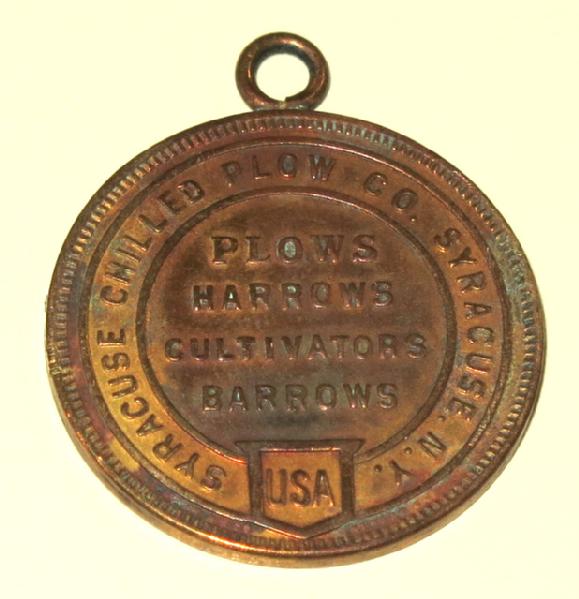 SYRACUSE CHILLED PLOW CO. SYRACUSE. N.Y.
PLOWS
HARROWS
CULTIVATORS
BARROWS
USA